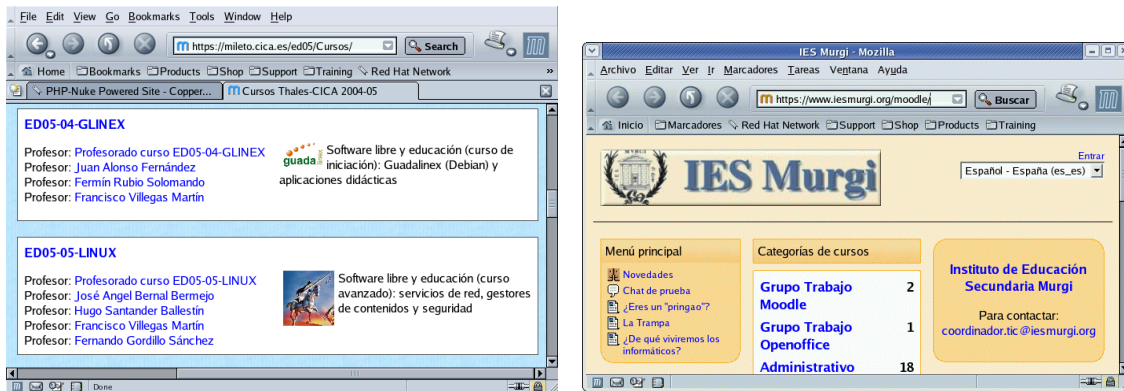 File Edit View Go Bookmarks Tools Window Help
https://mileto.cica.es/ed05/Cursos/ Search
Home Bookmarks Products Shop Support Training Red Hat Network »
PHP-Nuke Powered Site - Copper... Cursos Thales-CICA 2004-05
ED05-04-GLINEX
Profesor: Profesorado curso ED05-04-GLINEX
Profesor: Juan Alonso Fernández
Profesor: Fermín Rubio Solomando
Profesor: Francisco Villegas Martín
guadalinex
Software libre y educación (curso de
iniciación): Guadalinex (Debian) y
aplicaciones didácticas
ED05-05-LINUX
Profesor: Profesorado curso ED05-05-LINUX
Profesor: José Angel Bernal Bermejo
Profesor: Hugo Santander Ballestín
Profesor: Francisco Villegas Martín
Profesor: Fernando Gordillo Sánchez
Software libre y educación (curso
avanzado): servicios de red, gestores
de contenidos y seguridad
Done
IES Murgi - Mozilla
Archivo Editar Ver Ir Marcadores Tareas Ventana Ayuda
https://www.iesmurgi.org/moodle/ Buscar
Inicio Marcadores Red Hat Network Support Shop Products Training
IES Murgi
Entrar
Español - España (es_es)
Menú principal
Novedades
Chat de prueba
¿Eres un "pringao"?
La Trampa
¿De qué viviremos los
informáticos?
Categorías de cursos
Grupo Trabajo 2
Moodle
Grupo Trabajo 1
Openoffice
Administrativo 18
Instituto de Educación
Secundaria Murgi
Para contactar:
coordinador.tic@iesmurgi.org